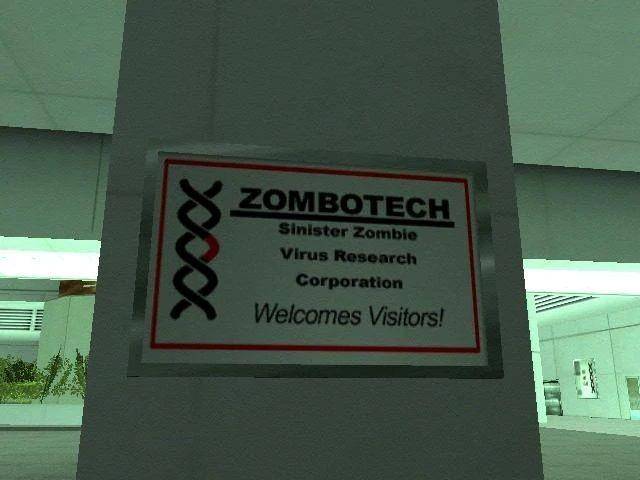 ZOMBOTECH
Sinister Zombie
Virus Research
Corporation
Welcomes Visitors!